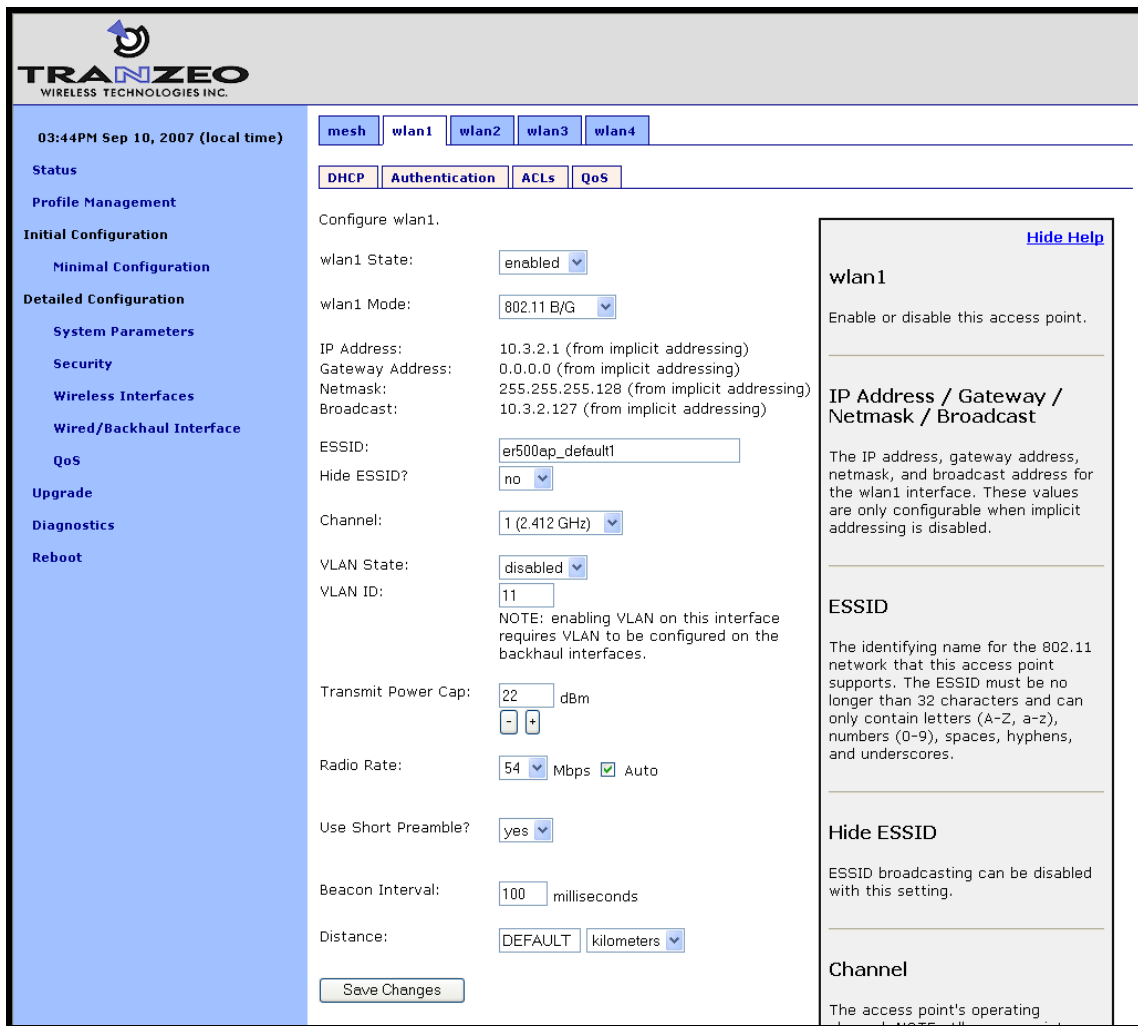 TRANZEO
WIRELESS TECHNOLOGIES INC.
03:44PM Sep 10, 2007 (local time)
Status
Profile Management
Initial Configuration
Minimal Configuration
Detailed Configuration
System Parameters
Security
Wireless Interfaces
Wired/Backhaul Interface
QoS
Upgrade
Diagnostics
Reboot
mesh wlan1 wlan2 wlan3 wlan4
DHCP Authentication ACLs QoS
Configure wlan1.
wlan1 State: enabled
wlan1 Mode: 802.11 B/G
IP Address: 10.3.2.1 (from implicit addressing)
Gateway Address: 0.0.0.0 (from implicit addressing)
Netmask: 255.255.255.128 (from implicit addressing)
Broadcast: 10.3.2.127 (from implicit addressing)
ESSID: er500ap_default1
Hide ESSID? no
Channel: 1 (2.412 GHz)
VLAN State: disabled
VLAN ID: 11
NOTE: enabling VLAN on this interface
requires VLAN to be configured on the
backhaul interfaces.
Transmit Power Cap: 22 dBm
- +
Radio Rate: 54 Mbps Auto
Use Short Preamble? yes
Beacon Interval: 100 milliseconds
Distance: DEFAULT kilometers
Save Changes
Hide Help
wlan1
Enable or disable this access point.
IP Address / Gateway /
Netmask / Broadcast
The IP address, gateway address,
netmask, and broadcast address for
the wlan1 interface. These values
are only configurable when implicit
addressing is disabled.
ESSID
The identifying name for the 802.11
network that this access point
supports. The ESSID must be no
longer than 32 characters and can
only contain letters (A-Z, a-z),
numbers (0-9), spaces, hyphens,
and underscores.
Hide ESSID
ESSID broadcasting can be disabled
with this setting.
Channel
The access point's operating